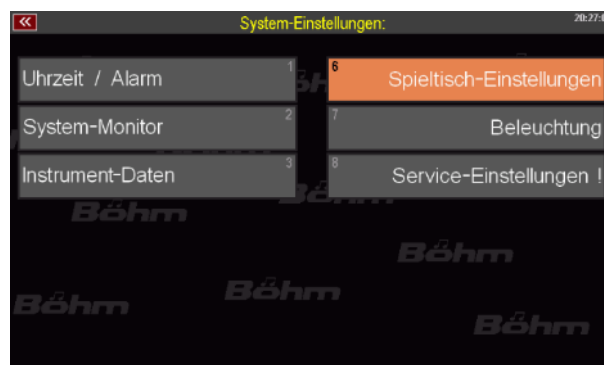 System-Einstellungen:
20:27:
1
Uhrzeit / Alarm
6
Spieltisch-Einstellungen
2
System-Monitor
7
Beleuchtung
3
Instrument-Daten
8
Service-Einstellungen !
Böhm
Böhm
Böhm
Böhm
Böhm